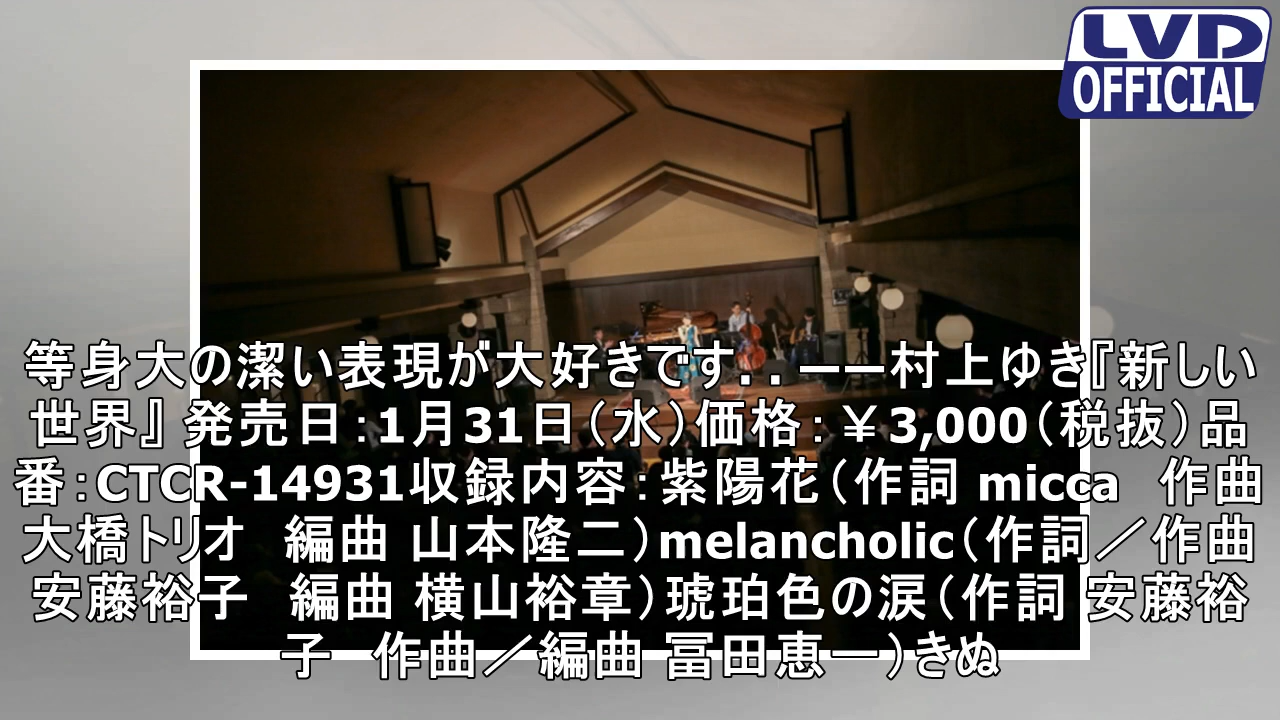 LVD
OFFICIAL
等身大の潔い表現が大好きです．．ーーー村上ゆき『新しい
世界』 発売日：1月31日（水）価格：￥3,000（税抜）品
番：CTCR-14931収録内容：紫陽花（作詞 micca　作曲
大橋トリオ　編曲 山本隆二）melancholic（作詞／作曲
安藤裕子　編曲 横山裕章）琥珀色の涙（作詞 安藤裕
子　作曲／編曲 冨田恵一）きぬ